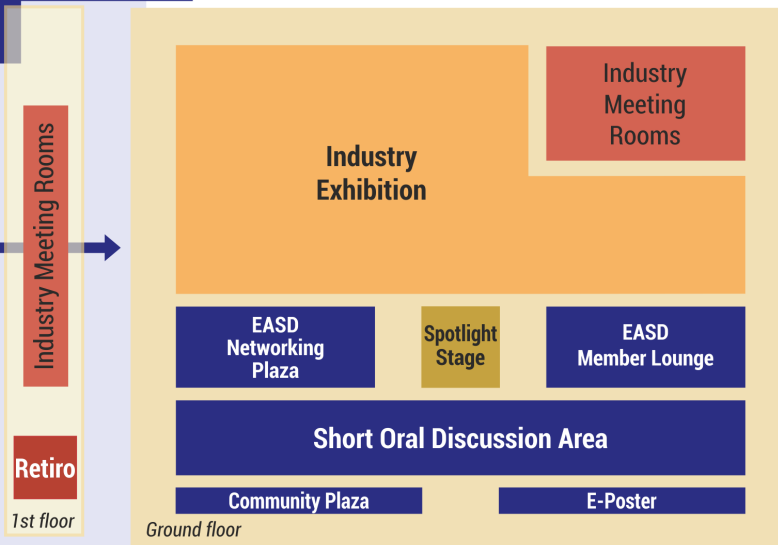 Industry Meeting Rooms
Retiro
1st floor
Industry
Exhibition
Industry
Meeting
Rooms
EASD
Networking
Plaza
Spotlight
Stage
EASD
Member Lounge
Short Oral Discussion Area
Community Plaza
E-Poster
Ground floor